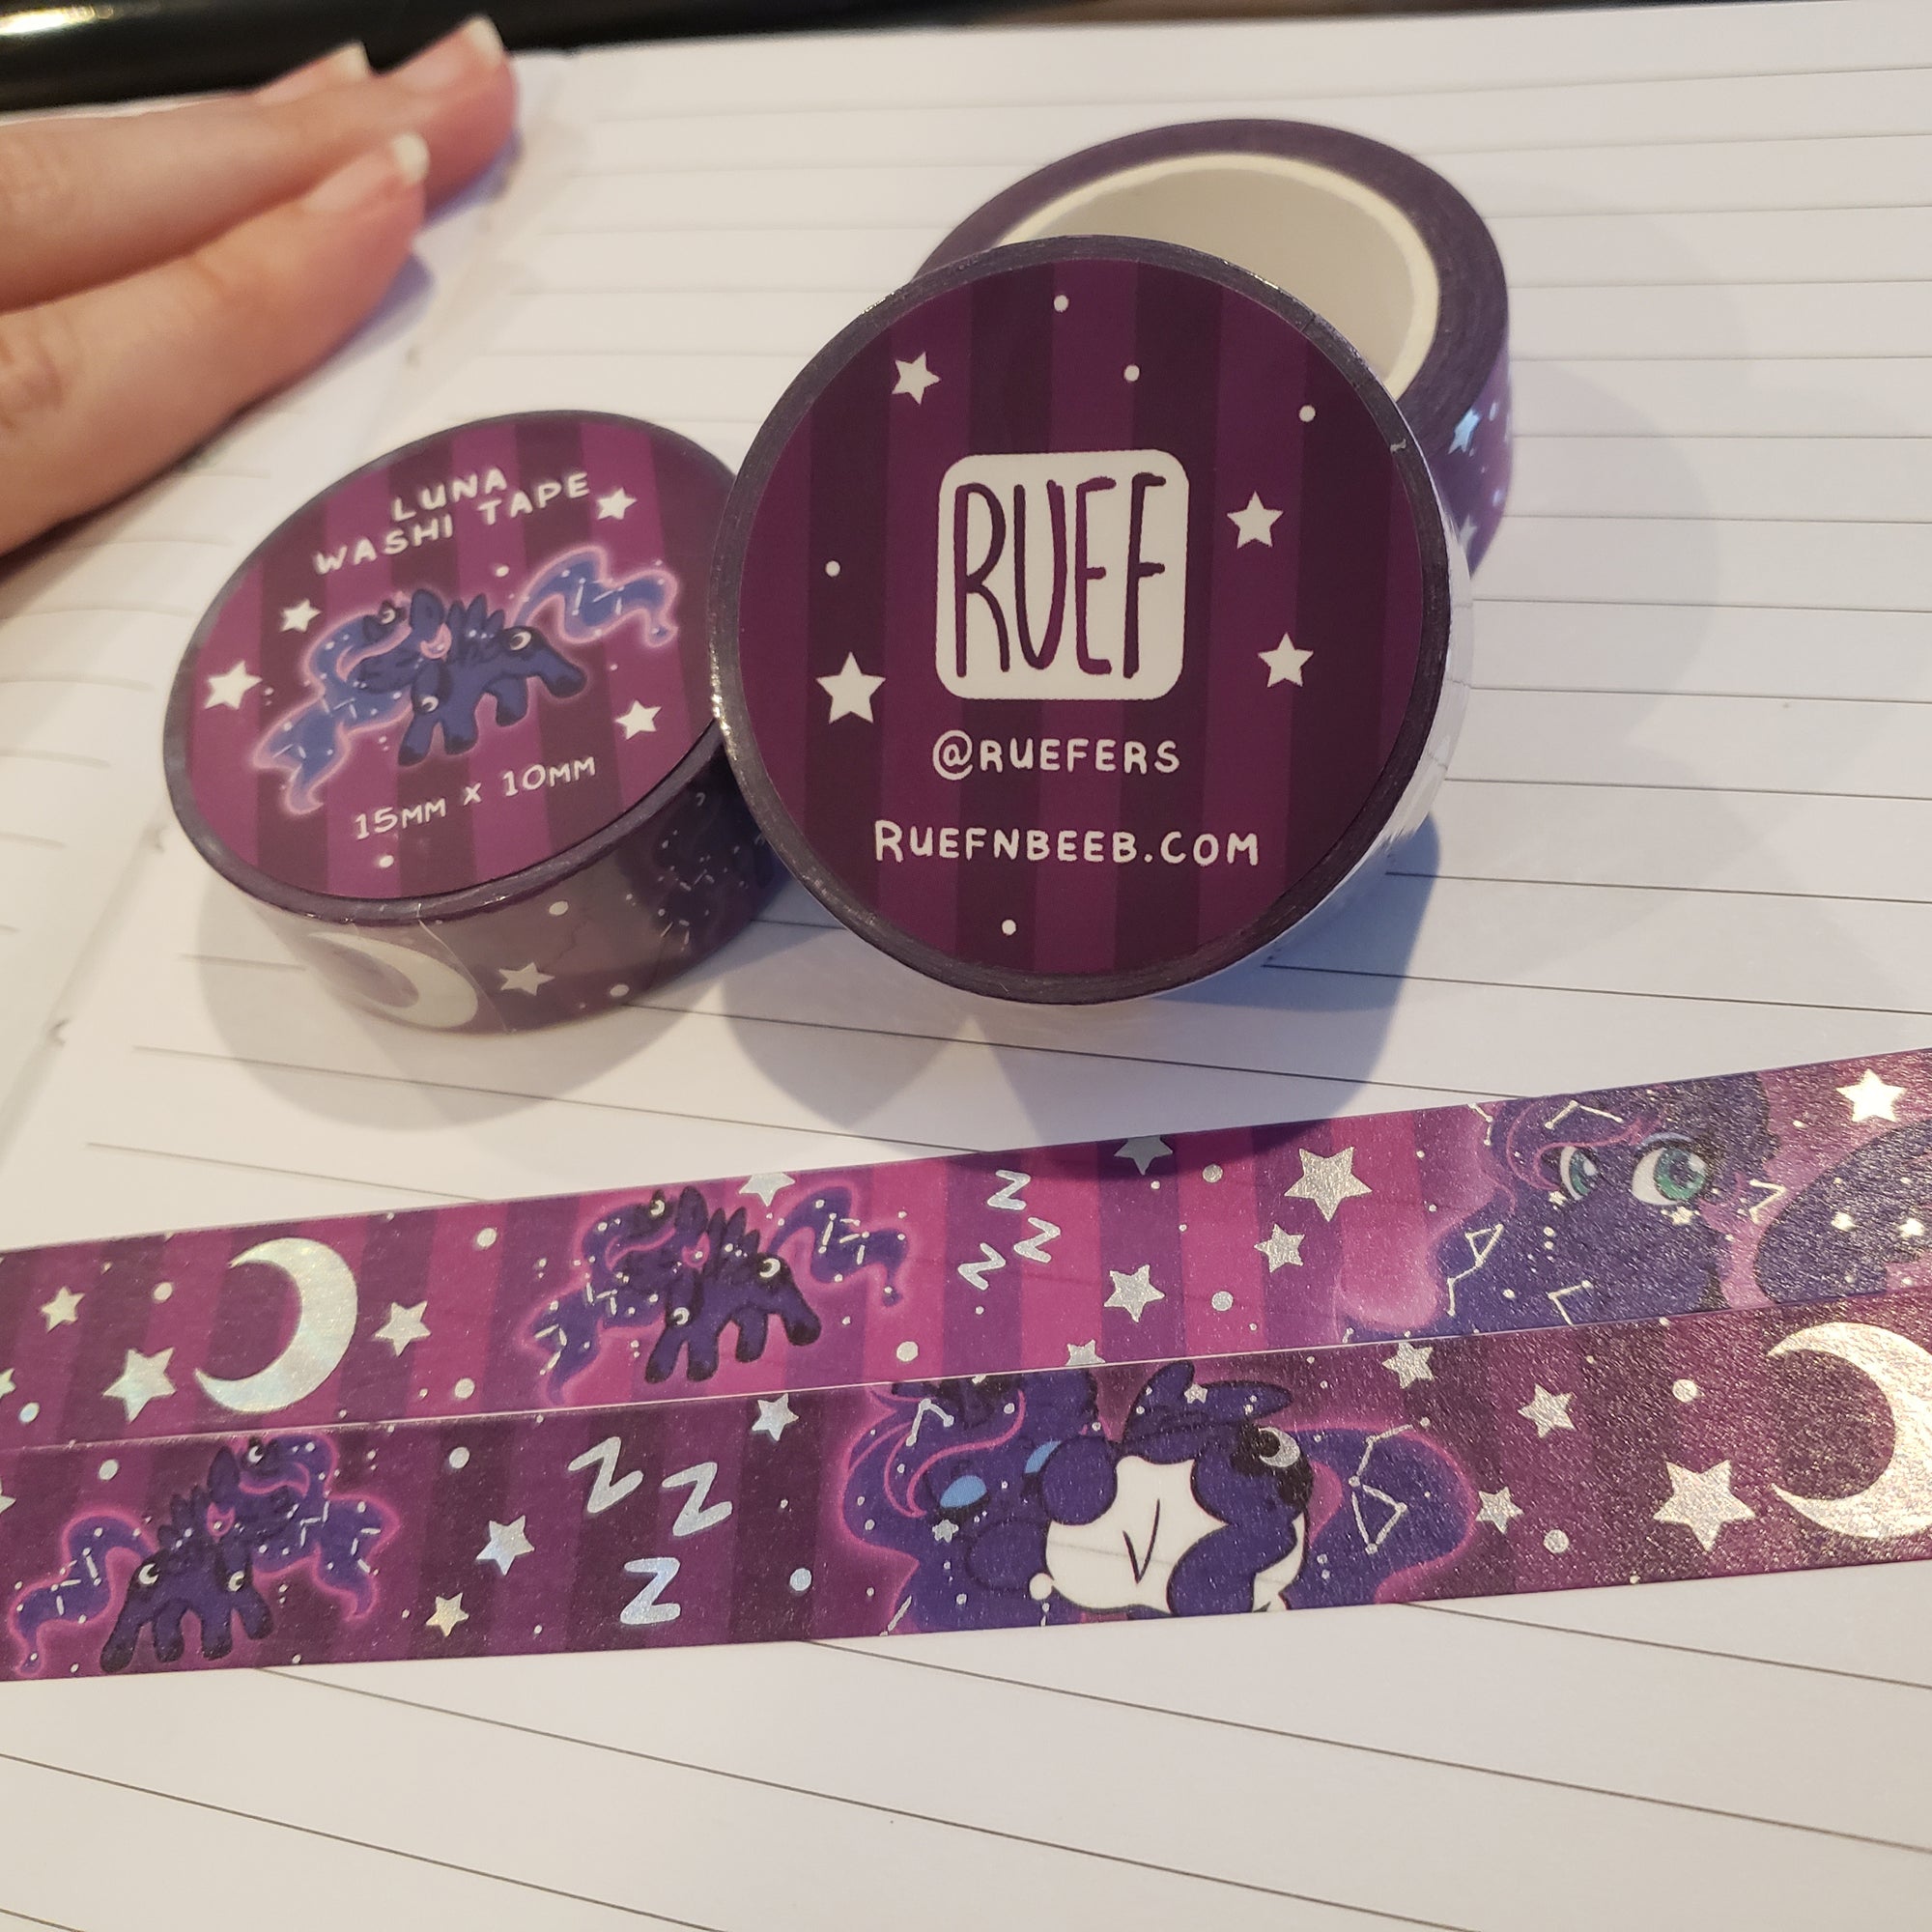 LUNA
WASHI TAPE
15MM X 10MM
RUEF
@RUEFERS
RUEFNBEEB.COM
Z
Z
Z
Z
Z
Z